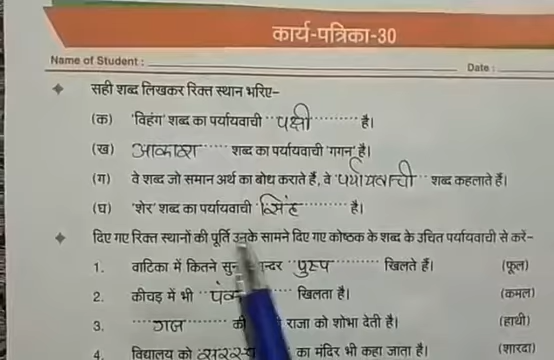 कार्य-पत्रिका-30
Name of Student : Date :
सही शब्द लिखकर रिक्त स्थान भरिए–
(क) 'विहंग' शब्द का पर्यायवाची पक्षी है।
(ख) आकाश शब्द का पर्यायवाची 'गगन' है।
(ग) वे शब्द जो समान अर्थ का बोध कराते हैं, वे पर्यायवाची शब्द कहलाते हैं।
(घ) 'शेर' शब्द का पर्यायवाची सिंह है।
दिए गए रिक्त स्थानों की पूर्ति उनके सामने दिए गए कोष्ठक के शब्द के उचित पर्यायवाची से करें–
1. वाटिका में कितने पुष्प खिलते हैं। (फूल)
2. कीचड़ में भी खिलता है। (कमल)
3. गज की राजा को शोभा देती है। (हाथी)
4. विद्यालय को का मंदिर भी कहा जाता है। (शारदा)